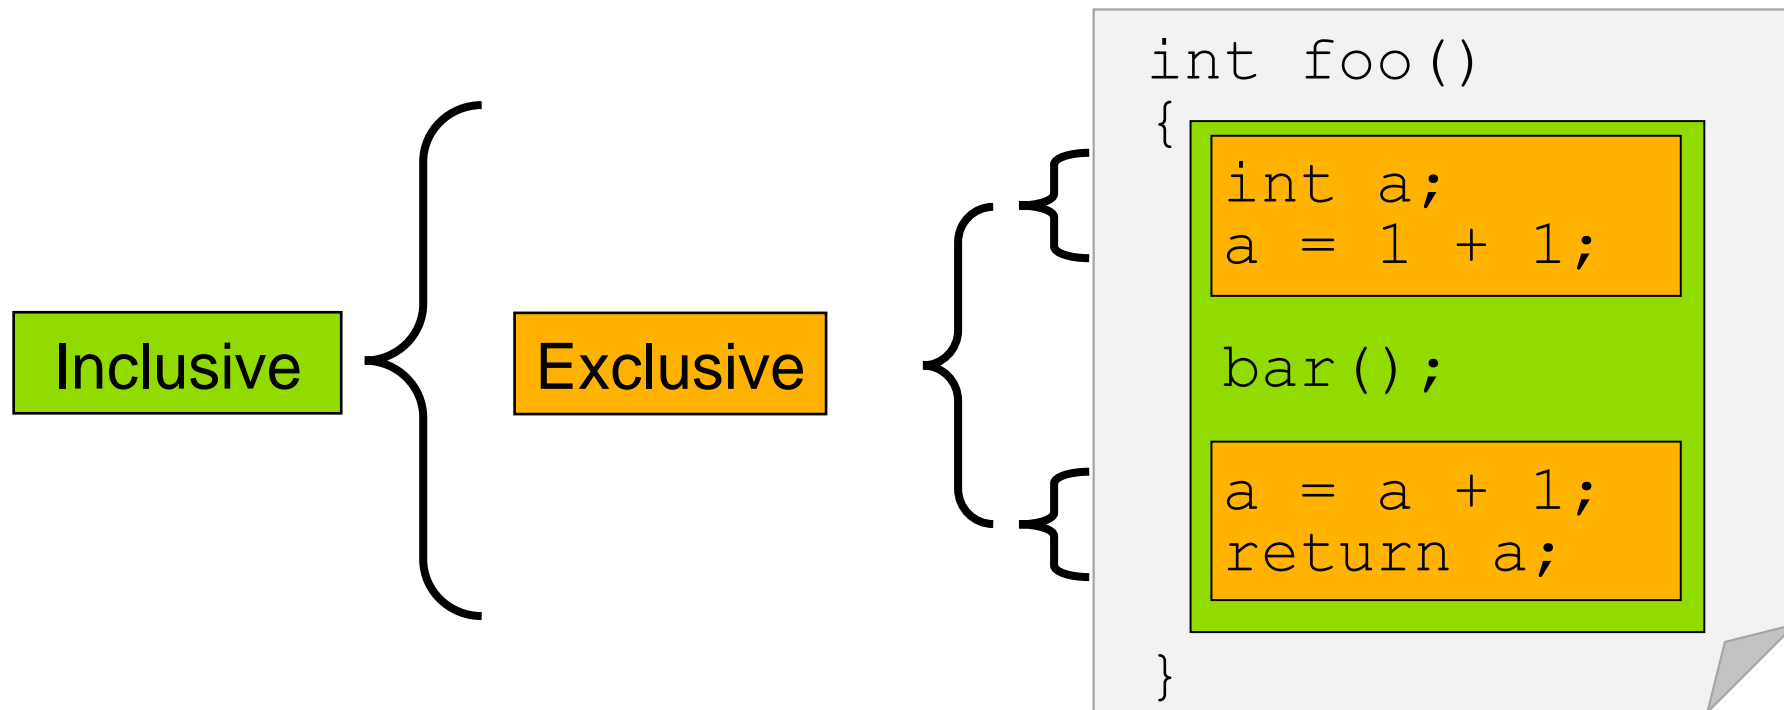 Inclusive
Exclusive
int foo()
{
int a;
a = 1 + 1;
bar();
a = a + 1;
return a;
}